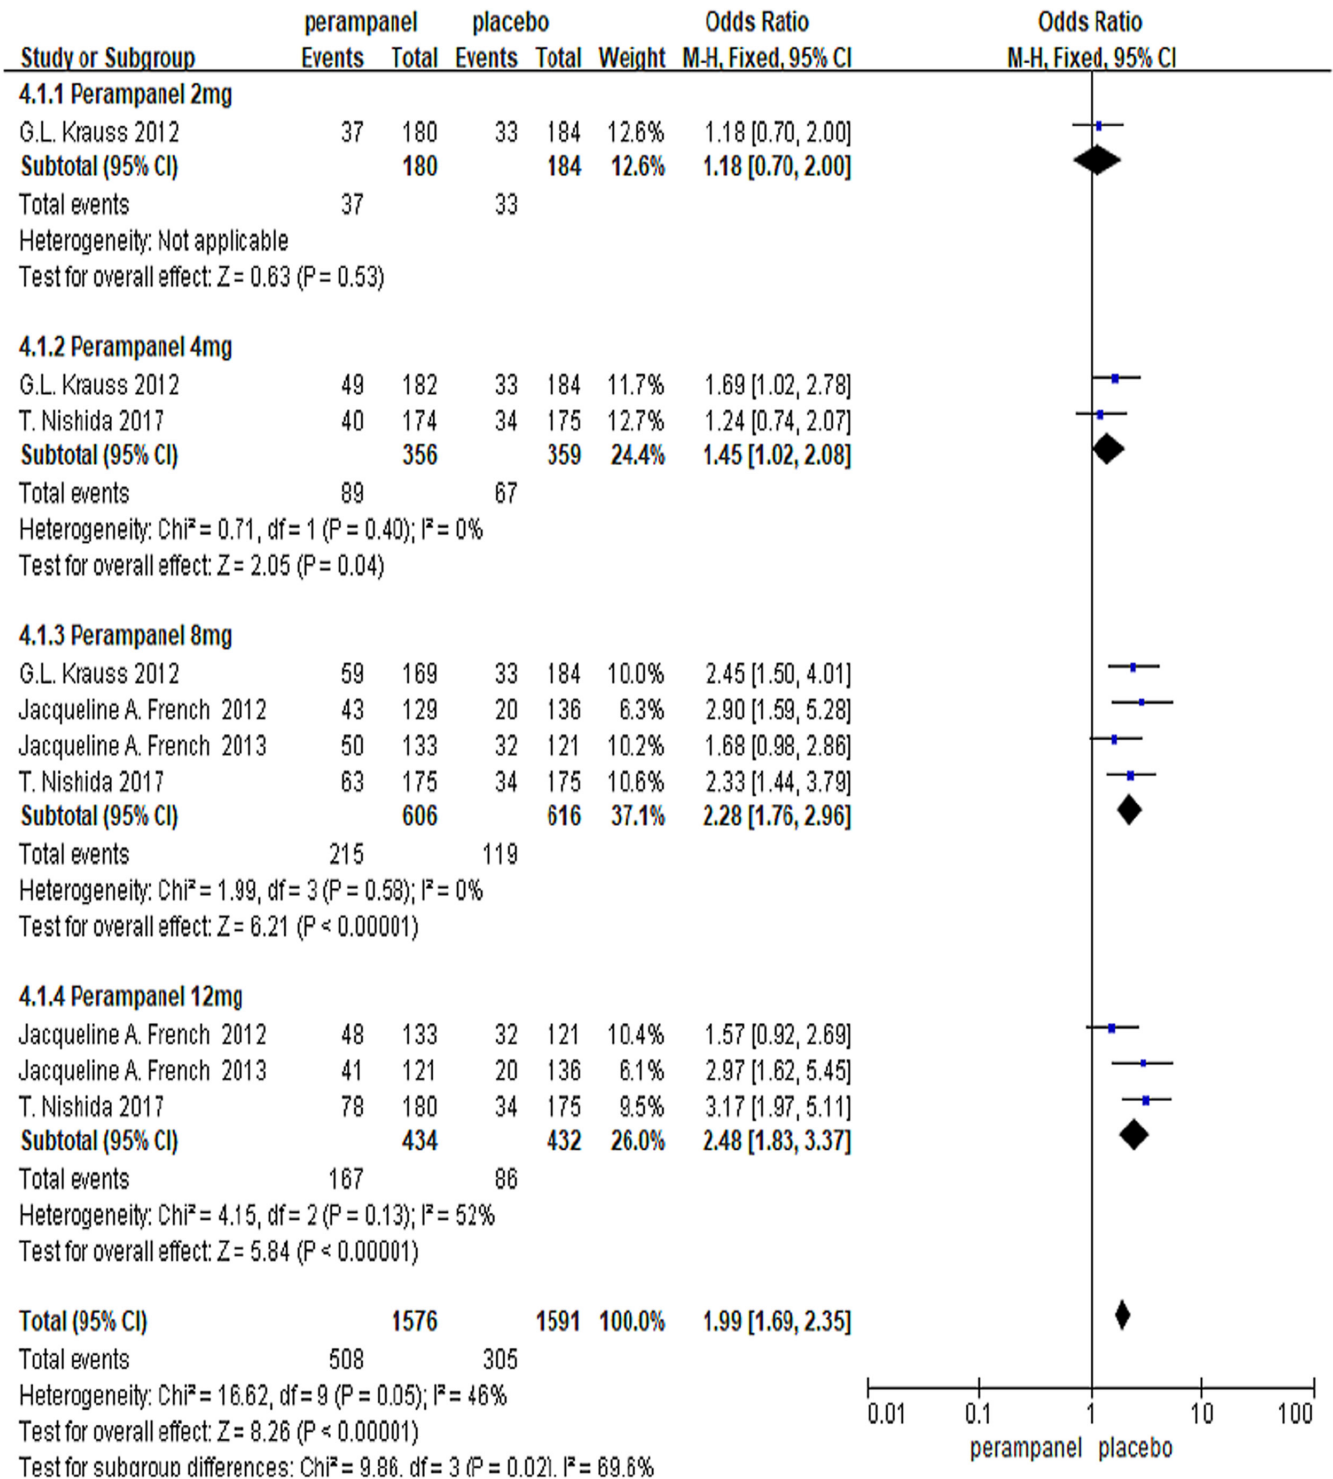 perampanel placebo Odds Ratio Odds Ratio
Study or Subgroup Events Total Events Total Weight M-H, Fixed, 95% CI M-H, Fixed, 95% CI
4.1.1 Perampanel 2mg
G.L. Krauss 2012 37 180 33 184 12.6% 1.18 [0.70, 2.00]
Subtotal (95% CI) 180 184 12.6% 1.18 [0.70, 2.00]
Total events 37 33
Heterogeneity: Not applicable
Test for overall effect: Z = 0.63 (P = 0.53)
4.1.2 Perampanel 4mg
G.L. Krauss 2012 49 182 33 184 11.7% 1.69 [1.02, 2.78]
T. Nishida 2017 40 174 34 175 12.7% 1.24 [0.74, 2.07]
Subtotal (95% CI) 356 359 24.4% 1.45 [1.02, 2.08]
Total events 89 67
Heterogeneity: Chi² = 0.71, df = 1 (P = 0.40); I² = 0%
Test for overall effect: Z = 2.05 (P = 0.04)
4.1.3 Perampanel 8mg
G.L. Krauss 2012 59 169 33 184 10.0% 2.45 [1.50, 4.01]
Jacqueline A. French 2012 43 129 20 136 6.3% 2.90 [1.59, 5.28]
Jacqueline A. French 2013 50 133 32 121 10.2% 1.68 [0.98, 2.86]
T. Nishida 2017 63 175 34 175 10.6% 2.33 [1.44, 3.79]
Subtotal (95% CI) 606 616 37.1% 2.28 [1.76, 2.96]
Total events 215 119
Heterogeneity: Chi² = 1.99, df = 3 (P = 0.58); I² = 0%
Test for overall effect: Z = 6.21 (P < 0.00001)
4.1.4 Perampanel 12mg
Jacqueline A. French 2012 48 133 32 121 10.4% 1.57 [0.92, 2.69]
Jacqueline A. French 2013 41 121 20 136 6.1% 2.97 [1.62, 5.45]
T. Nishida 2017 78 180 34 175 9.5% 3.17 [1.97, 5.11]
Subtotal (95% CI) 434 432 26.0% 2.48 [1.83, 3.37]
Total events 167 86
Heterogeneity: Chi² = 4.15, df = 2 (P = 0.13); I² = 52%
Test for overall effect: Z = 5.84 (P < 0.00001)
Total (95% CI) 1576 1591 100.0% 1.99 [1.69, 2.35]
Total events 508 305
Heterogeneity: Chi² = 16.62, df = 9 (P = 0.05); I² = 46%
Test for overall effect: Z = 8.26 (P < 0.00001)
Test for subgroup differences: Chi² = 9.86, df = 3 (P = 0.02), I² = 69.6%
0.01 0.1 1 10 100
perampanel placebo